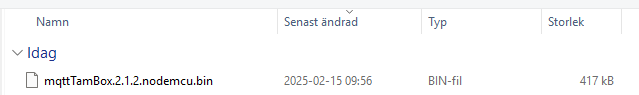 Namn Senast ändrad Typ Storlek
Idag
mqttTamBox.2.1.2.nodemcu.bin 2025-02-15 09:56 BIN-fil 417 kB